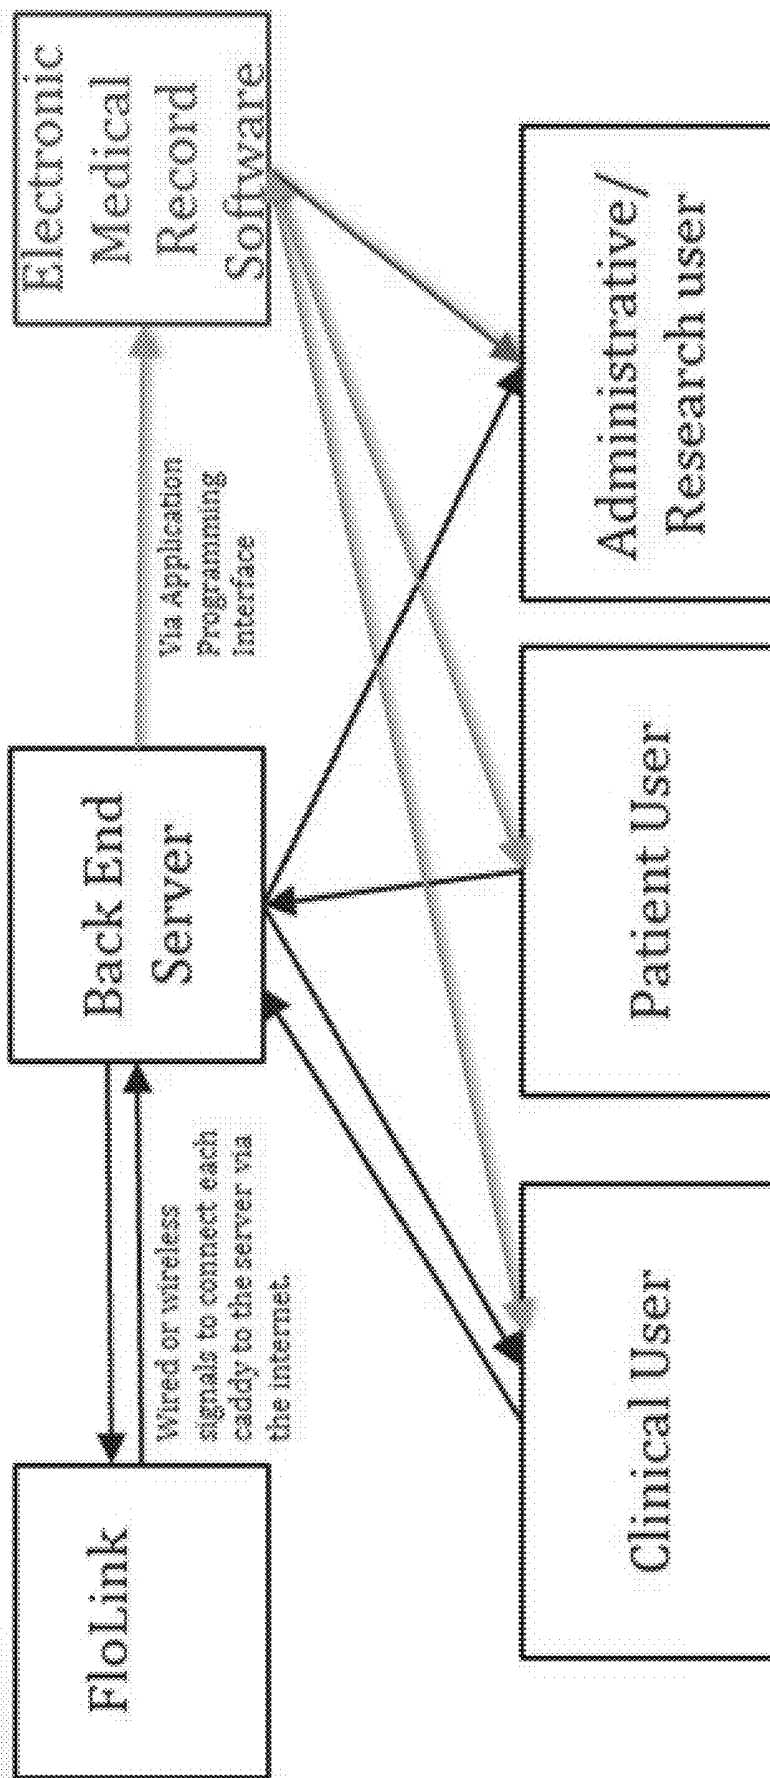 FloLink
Wired or wireless
signals to connect each
caddy to the server via
the internet.
Back End
Server
Via Application
Programming
Interface
Electronic
Medical
Record
Software
Clinical User
Patient User
Administrative/
Research user